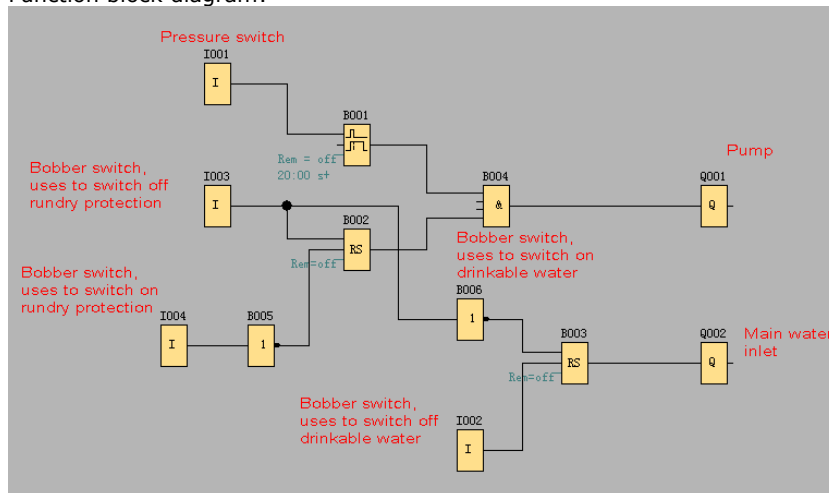 Function block diagram:
Pressure switch
I001
I
B001
Rem = off
20:00 s+
Pump
Bobber switch,
uses to switch off
rundry protection
I003
I
B004
&
Q001
Q
B002
RS
Rem=off
Bobber switch,
uses to switch on
drinkable water
Bobber switch,
uses to switch on
rundry protection
I004
I
B005
1
B006
1
B003
RS
Rem=off
Q002
Q
Main water
inlet
Bobber switch,
uses to switch off
drinkable water
I002
I